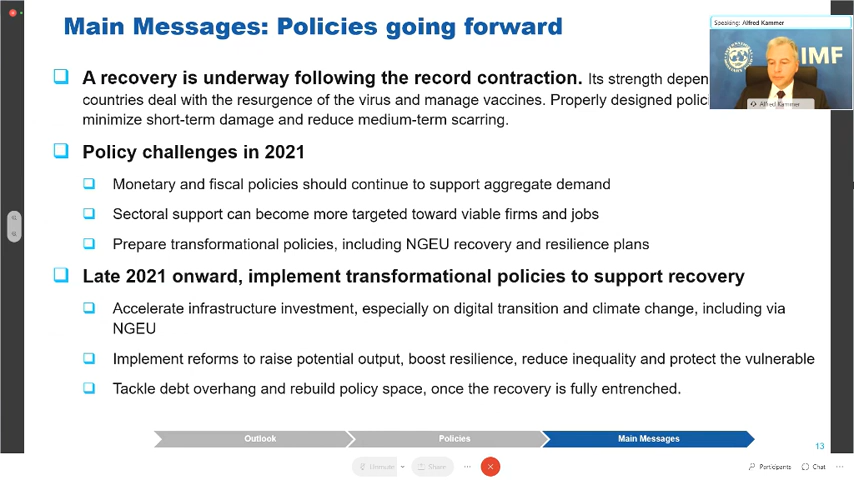 Main Messages: Policies going forward
Speaking: Alfred Kammer
IMF
Alfred Kammer
A recovery is underway following the record contraction. Its strength
countries deal with the resurgence of the virus and manage vaccines. Properly designed
minimize short-term damage and reduce medium-term scarring.
Policy challenges in 2021
Monetary and fiscal policies should continue to support aggregate demand
Sectoral support can become more targeted toward viable firms and jobs
Prepare transformational policies, including NGEU recovery and resilience plans
Late 2021 onward, implement transformational policies to support recovery
Accelerate infrastructure investment, especially on digital transition and climate change, including via
NGEU
Implement reforms to raise potential output, boost resilience, reduce inequality and protect the vulnerable
Tackle debt overhang and rebuild policy space, once the recovery is fully entrenched.
Outlook Policies Main Messages
13
Unmute Share Participants Chat